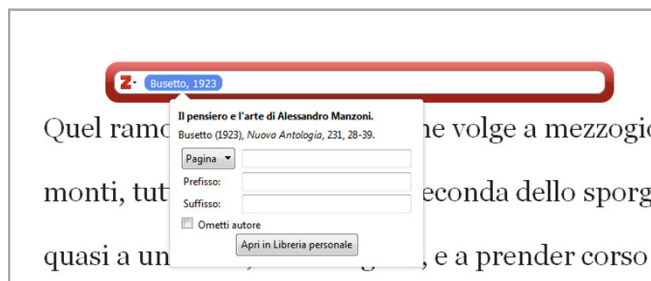 Z
Busetto, 1923
Il pensiero e l'arte di Alessandro Manzoni.
Busetto (1923), Nuova Antologia, 231, 28-39.
Quel ramo ne volge a mezzogio
Pagina
Prefisso:
monti, tut econda dello sporg
Suffisso:
Ometti autore
Apri in Libreria personale
quasi a un , e a prender corso